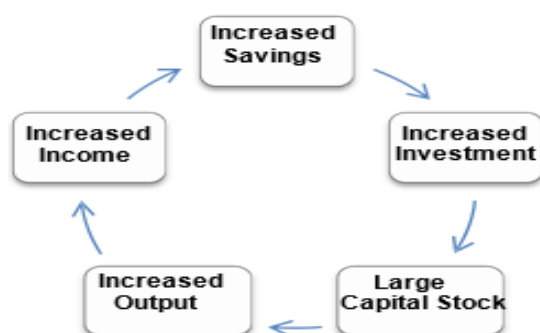 Increased
Savings
Increased
Investment
Large
Capital Stock
Increased
Output
Increased
Income